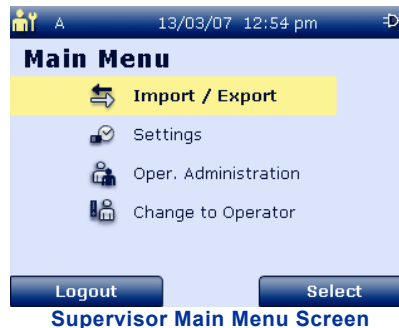 A 13/03/07 12:54 pm
Main Menu
Import / Export
Settings
Oper. Administration
Change to Operator
Logout Select
Supervisor Main Menu Screen